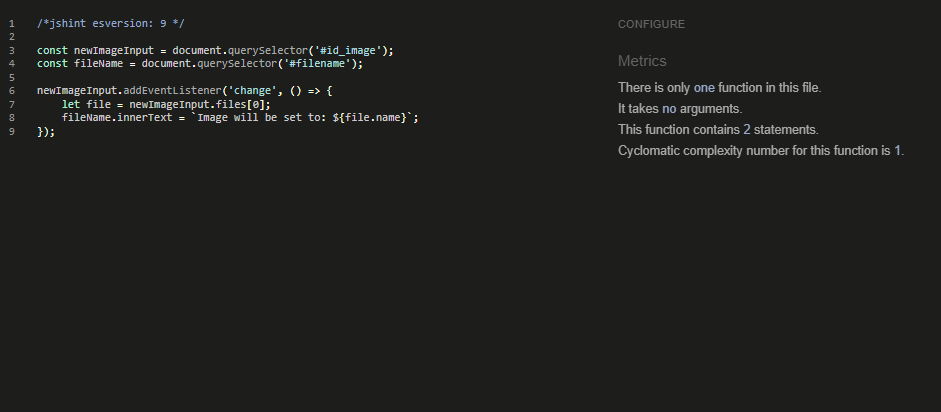 1 /*jshint esversion: 9 */
2
3 const newImageInput = document.querySelector('#id_image');
4 const fileName = document.querySelector('#filename');
5
6 newImageInput.addEventListener('change', () => {
7     let file = newImageInput.files[0];
8     fileName.innerText = `Image will be set to: ${file.name}`;
9 });
CONFIGURE
Metrics
There is only one function in this file.
It takes no arguments.
This function contains 2 statements.
Cyclomatic complexity number for this function is 1.